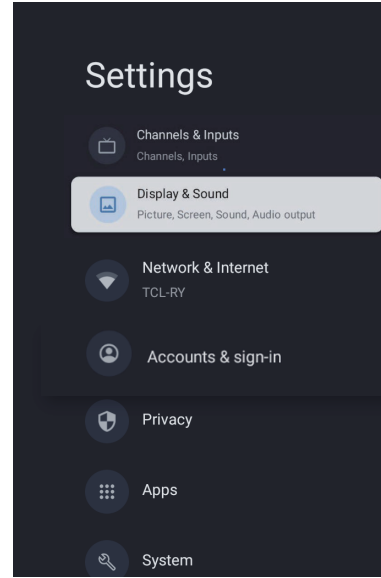 Settings
Channels & Inputs
Channels, Inputs
Display & Sound
Picture, Screen, Sound, Audio output
Network & Internet
TCL-RY
Accounts & sign-in
Privacy
Apps
System